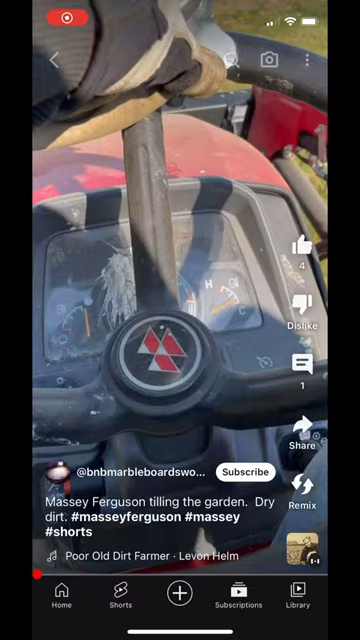 H
C
4
Dislike
1
Share
@bnbmarbleboardswo...
Subscribe
Massey Ferguson tilling the garden. Dry
dirt. #masseyferguson #massey
#shorts
Remix
Poor Old Dirt Farmer · Levon Helm
Home
Shorts
Subscriptions
Library